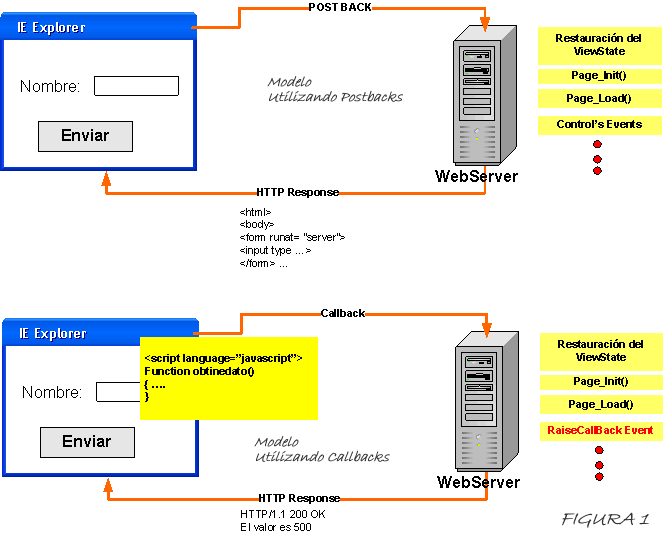 POST BACK
IE Explorer
Nombre:
Enviar
Modelo
Utilizando Postbacks
WebServer
Restauración del
ViewState
Page_Init()
Page_Load()
Control's Events
HTTP Response
<html>
<body>
<form runat= "server">
<input type ...>
</form> ...
Callback
IE Explorer
<script language="javascript">
Function obtinedato()
{ ....
}
Nombre:
Enviar
Modelo
Utilizando Callbacks
WebServer
Restauración del
ViewState
Page_Init()
Page_Load()
RaiseCallBack Event
HTTP Response
HTTP/1.1 200 OK
El valor es 500
FIGURA 1